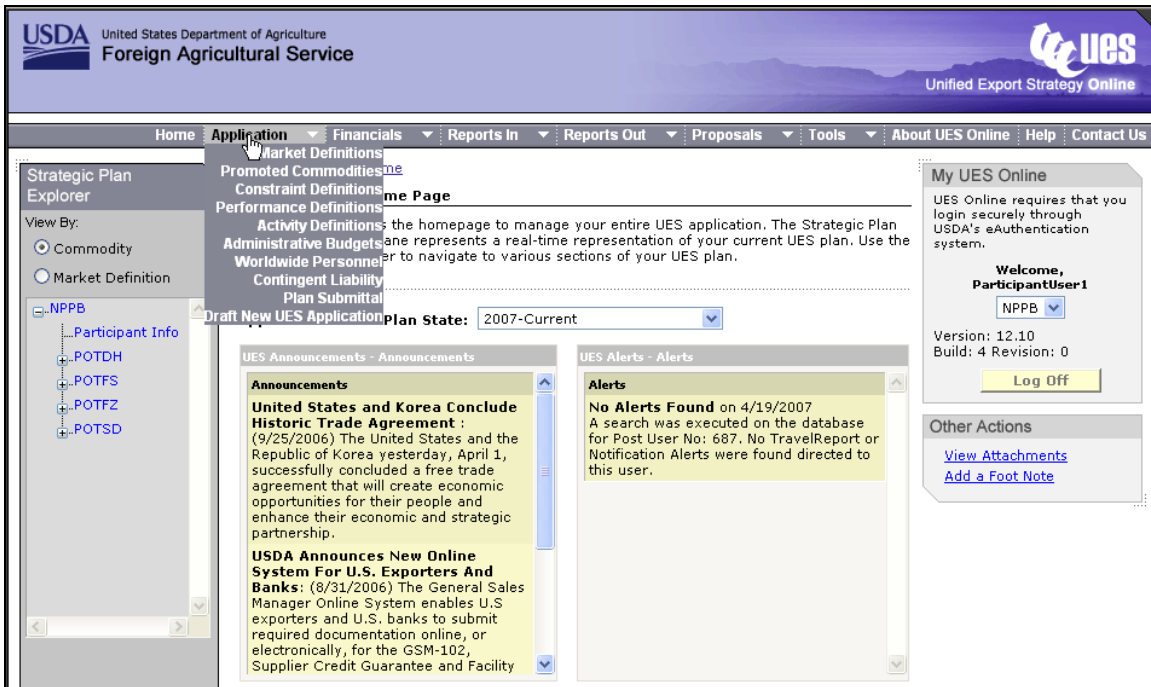 USDA
United States Department of Agriculture
Foreign Agricultural Service
ues
Unified Export Strategy Online
Home Application Financials Reports In Reports Out Proposals Tools About UES Online Help Contact Us
Market Definitions
Promoted Commodities
Constraint Definitions
Performance Definitions
Activity Definitions
Administrative Budgets
Worldwide Personnel
Contingent Liability
Plan Submittal
Draft New UES Application
Strategic Plan
Explorer
View By:
Commodity
Market Definition
NPPB
Participant Info
POTDH
POTFS
POTFZ
POTSD
me
me Page
the homepage to manage your entire UES application. The Strategic Plan
ane represents a real-time representation of your current UES plan. Use the
er to navigate to various sections of your UES plan.
Plan State: 2007-Current
UES Announcements - Announcements
Announcements
United States and Korea Conclude
Historic Trade Agreement :
(9/25/2006) The United States and the
Republic of Korea yesterday, April 1,
successfully concluded a free trade
agreement that will create economic
opportunities for their people and
enhance their economic and strategic
partnership.
USDA Announces New Online
System For U.S. Exporters And
Banks: (8/31/2006) The General Sales
Manager Online System enables U.S
exporters and U.S. banks to submit
required documentation online, or
electronically, for the GSM-102,
Supplier Credit Guarantee and Facility
UES Alerts - Alerts
Alerts
No Alerts Found on 4/19/2007
A search was executed on the database
for Post User No: 687. No TravelReport or
Notification Alerts were found directed to
this user.
My UES Online
UES Online requires that you
login securely through
USDA's eAuthentication
system.
Welcome,
ParticipantUser1
NPPB
Version: 12.10
Build: 4 Revision: 0
Log Off
Other Actions
View Attachments
Add a Foot Note